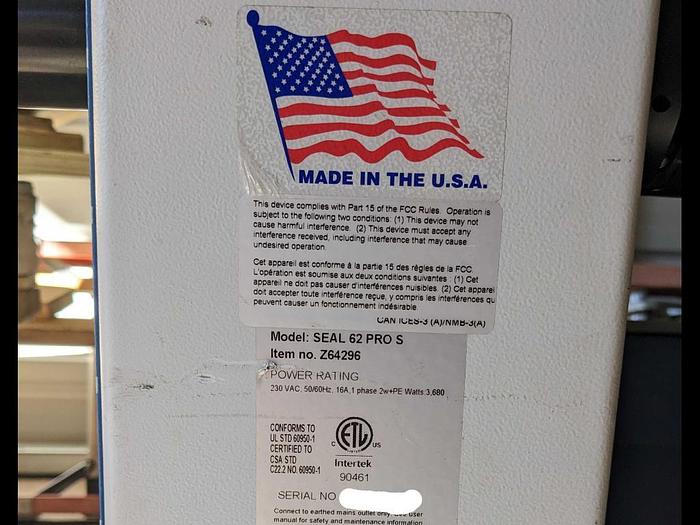 MADE IN THE U.S.A.
This device complies with Part 15 of the FCC Rules. Operation is
subject to the following two conditions: (1) This device may not
cause harmful interference. (2) This device must accept any
interference received, including interference that may cause
undesired operation.
Cet appareil est conforme à la partie 15 des règles de la FCC.
L'opération est soumise aux deux conditions suivantes : (1) Cet
appareil ne doit pas causer d'interférences nuisibles. (2) Cet appareil
doit accepter toute interférence reçue, y compris les interférences qu
peuvent causer un fonctionnement indésirable.
CAN ICES-3 (A)/NMB-3(A)
Model: SEAL 62 PRO S
Item no. Z64296
POWER RATING
230 VAC, 50/60Hz, 16A,1 phase 2w+PE Watts:3,680
CONFORMS TO
UL STD 60950-1
CERTIFIED TO
CSA STD
C22.2 NO. 60950-1
C ETL US
LISTED
Intertek
90461
SERIAL NO
Connect to earthed mains outlet only. See user
manual for safety and maintenance information